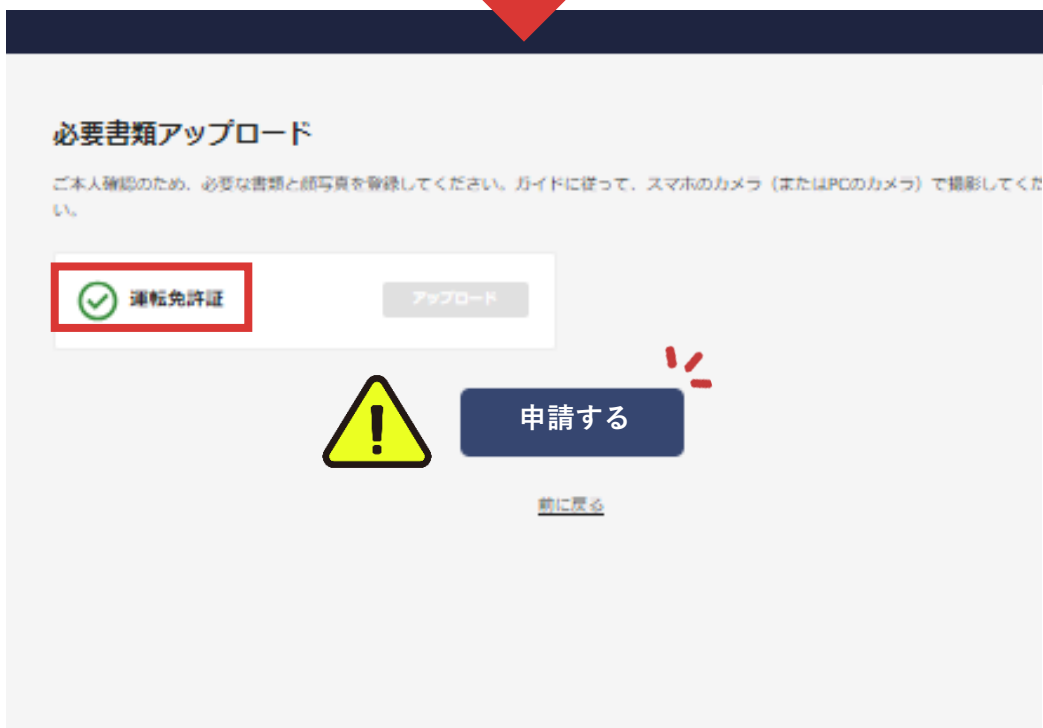 必要書類アップロード
ご本人確認のため、必要な書類と顔写真を登録してください。ガイドに従って、スマホのカメラ（またはPCのカメラ）で撮影してくだ
い。
運転免許証
アップロード
申請する
前に戻る